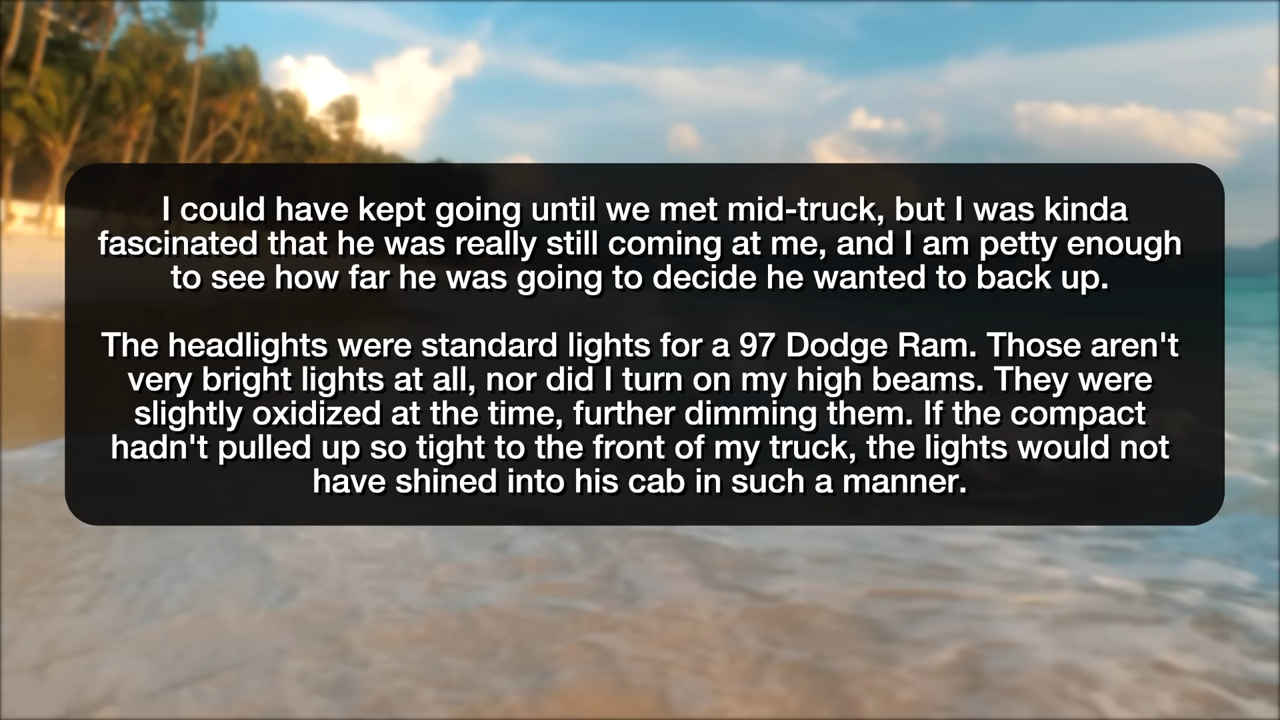 I could have kept going until we met mid-truck, but I was kinda
fascinated that he was really still coming at me, and I am petty enough
to see how far he was going to decide he wanted to back up.
The headlights were standard lights for a 97 Dodge Ram. Those aren't
very bright lights at all, nor did I turn on my high beams. They were
slightly oxidized at the time, further dimming them. If the compact
hadn't pulled up so tight to the front of my truck, the lights would not
have shined into his cab in such a manner.